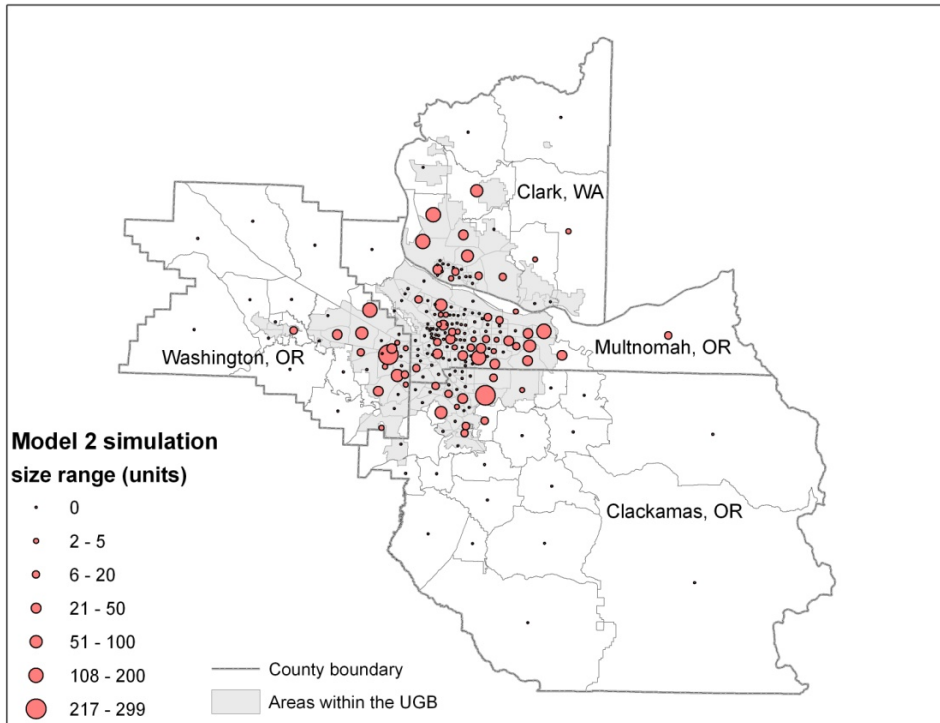 Clark, WA
Multnomah, OR
Washington, OR
Clackamas, OR
Model 2 simulation
size range (units)
0
2 - 5
6 - 20
21 - 50
51 - 100
108 - 200
217 - 299
County boundary
Areas within the UGB